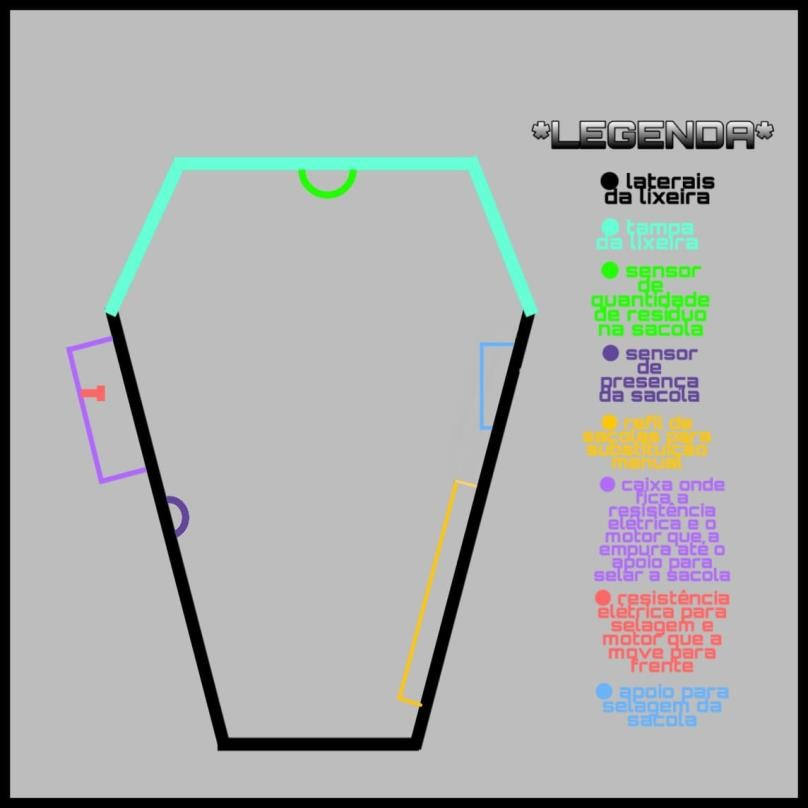 *LEGENDA*
laterais
da lixeira
tampa
da lixeira
sensor
de
quantidade
de resíduo
na sacola
sensor
de
presença
da sacola
refil de
sacolas para
substituição
manual
caixa onde
fica a
resistência
elétrica e o
motor que a
empura até o
apoio para
selar a sacola
resistência
elétrica para
selagem e
motor que a
move para
frente
apoio para
selagem da
sacola